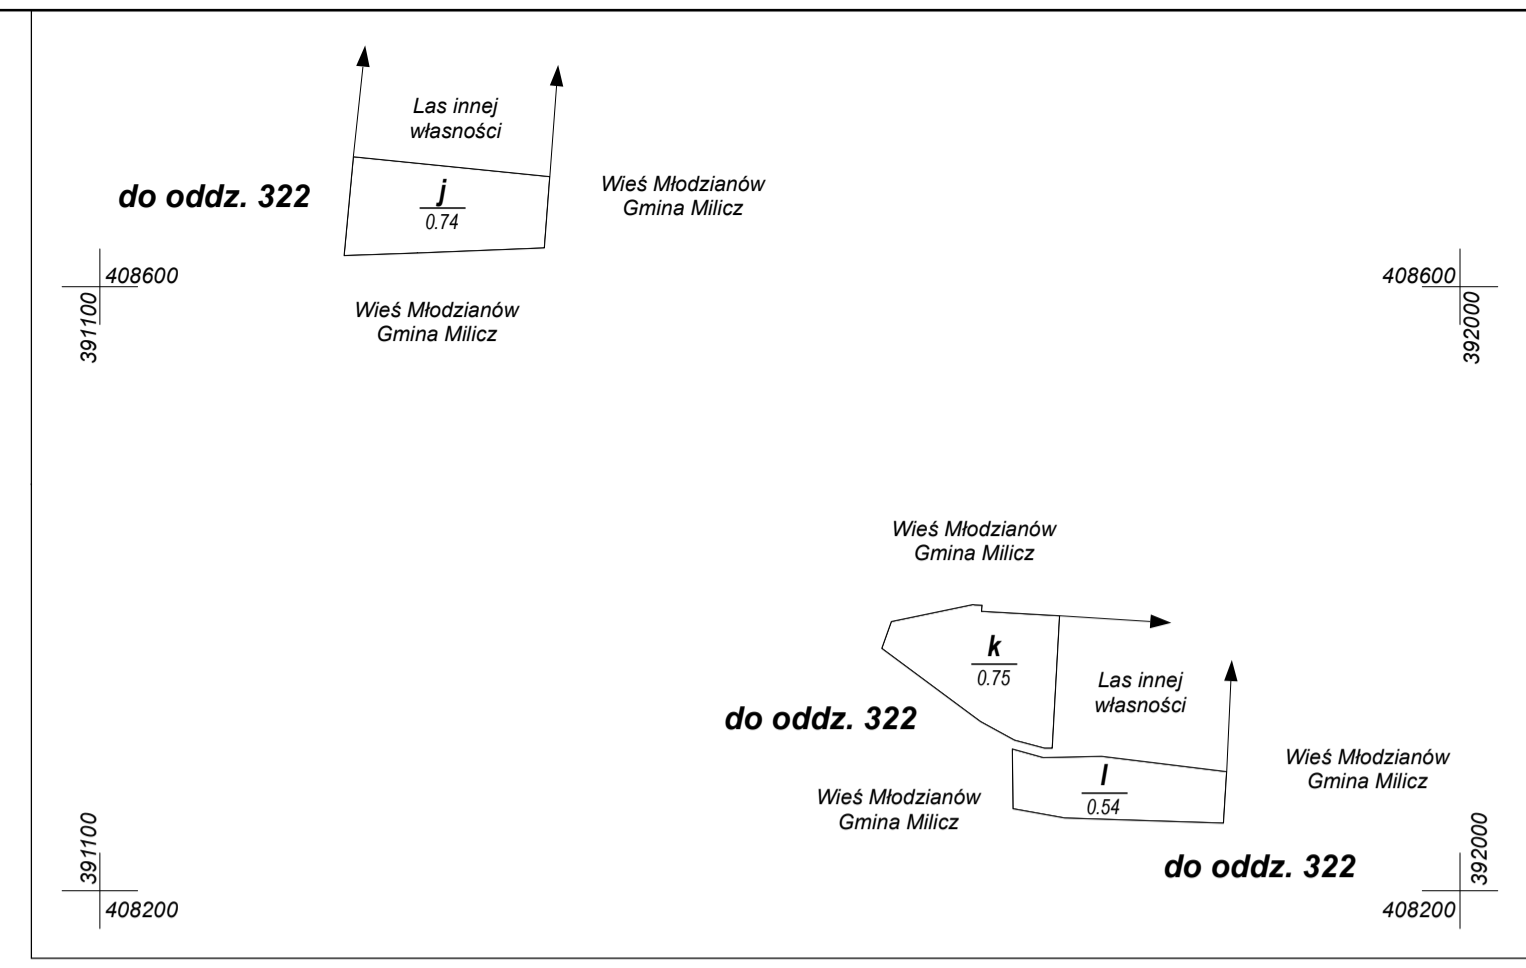 Las innej
własności
do oddz. 322
j
0.74
Wieś Młodzianów
Gmina Milicz
408600
391100
Wieś Młodzianów
Gmina Milicz
408600
392000
Wieś Młodzianów
Gmina Milicz
k
0.75
Las innej
własności
do oddz. 322
Wieś Młodzianów
Gmina Milicz
l
0.54
Wieś Młodzianów
Gmina Milicz
do oddz. 322
391100
408200
392000
408200